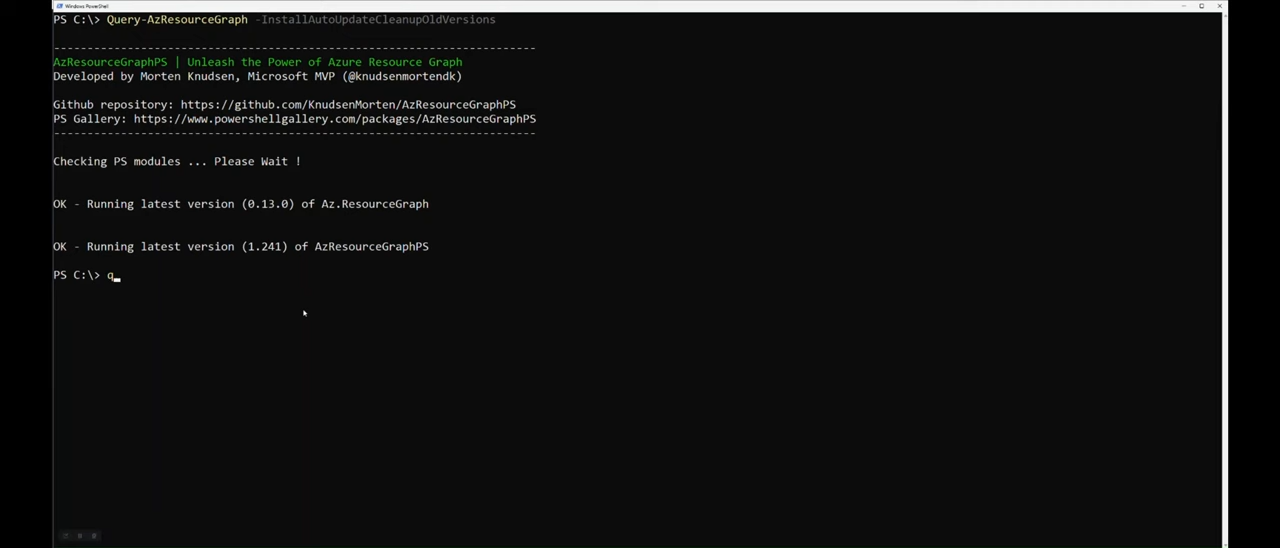 Windows PowerShell
PS C:\> Query-AzResourceGraph -InstallAutoUpdateCleanupOldVersions
------------------------------------------------------------------------
AzResourceGraphPS | Unleash the Power of Azure Resource Graph
Developed by Morten Knudsen, Microsoft MVP (@knudsenmortendk)
Github repository: https://github.com/KnudsenMorten/AzResourceGraphPS
PS Gallery: https://www.powershellgallery.com/packages/AzResourceGraphPS
------------------------------------------------------------------------
Checking PS modules ... Please Wait !
OK - Running latest version (0.13.0) of Az.ResourceGraph
OK - Running latest version (1.241) of AzResourceGraphPS
PS C:\> q